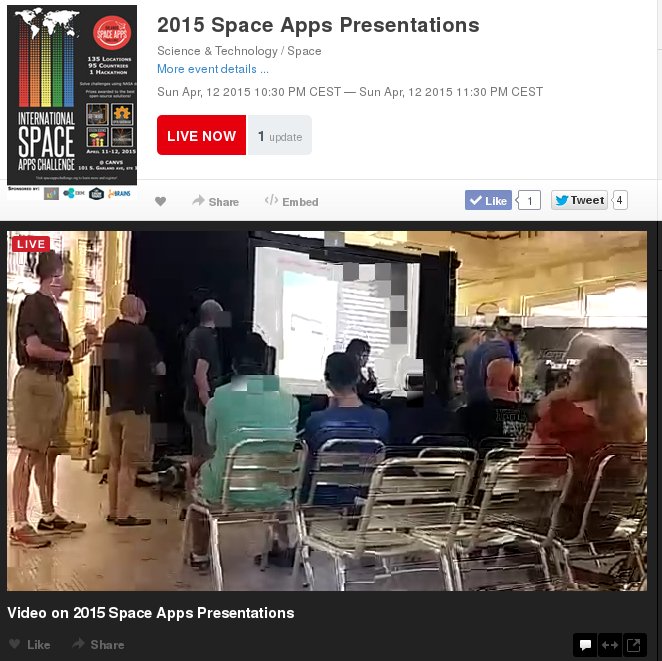 SPACE APPS
135 LOCATIONS
95 COUNTRIES
1 HACKATHON
INTERNATIONAL
SPACE
APPS CHALLENGE
APRIL 11-12, 2015
@ CANVS
SPONSORED BY:
2015 Space Apps Presentations
Science & Technology / Space
More event details ...
Sun Apr, 12 2015 10:30 PM CEST — Sun Apr, 12 2015 11:30 PM CEST
LIVE NOW 1 update
Share Embed Like 1 Tweet 4
LIVE
Video on 2015 Space Apps Presentations
Like Share